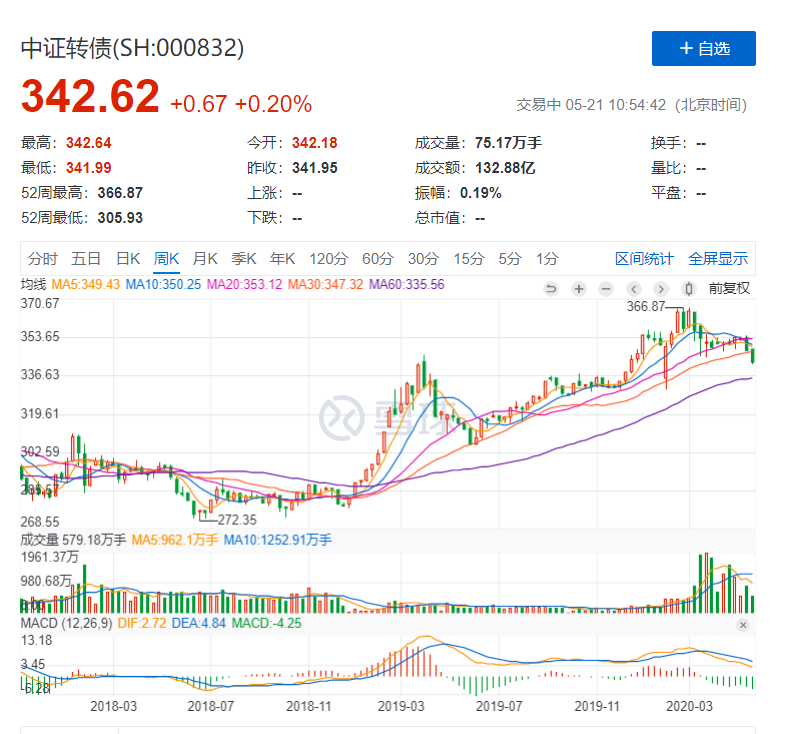 中证转债(SH:000832)
+ 自选
342.62 +0.67 +0.20%
交易中 05-21 10:54:42 (北京时间)
最高: 342.64 今开: 342.18 成交量: 75.17万手 换手: --
最低: 341.99 昨收: 341.95 成交额: 132.88亿 量比: --
52周最高: 366.87 上涨: -- 振幅: 0.19% 平盘: --
52周最低: 305.93 下跌: -- 总市值: --
分时 五日 日K 周K 月K 季K 年K 120分 60分 30分 15分 5分 1分 区间统计 全屏显示
均线 MA5:349.43 MA10:350.25 MA20:353.12 MA30:347.32 MA60:335.56 前复权
370.67
366.87
353.65
336.63
319.61
雪球
302.59
268.55
272.35
成交量 579.18万手 MA5:962.1万手 MA10:1252.91万手
1961.37万
980.68万
MACD (12,26,9) DIF:2.72 DEA:4.84 MACD:-4.25
13.18
3.45
-6.28
2018-03 2018-07 2018-11 2019-03 2019-07 2019-11 2020-03